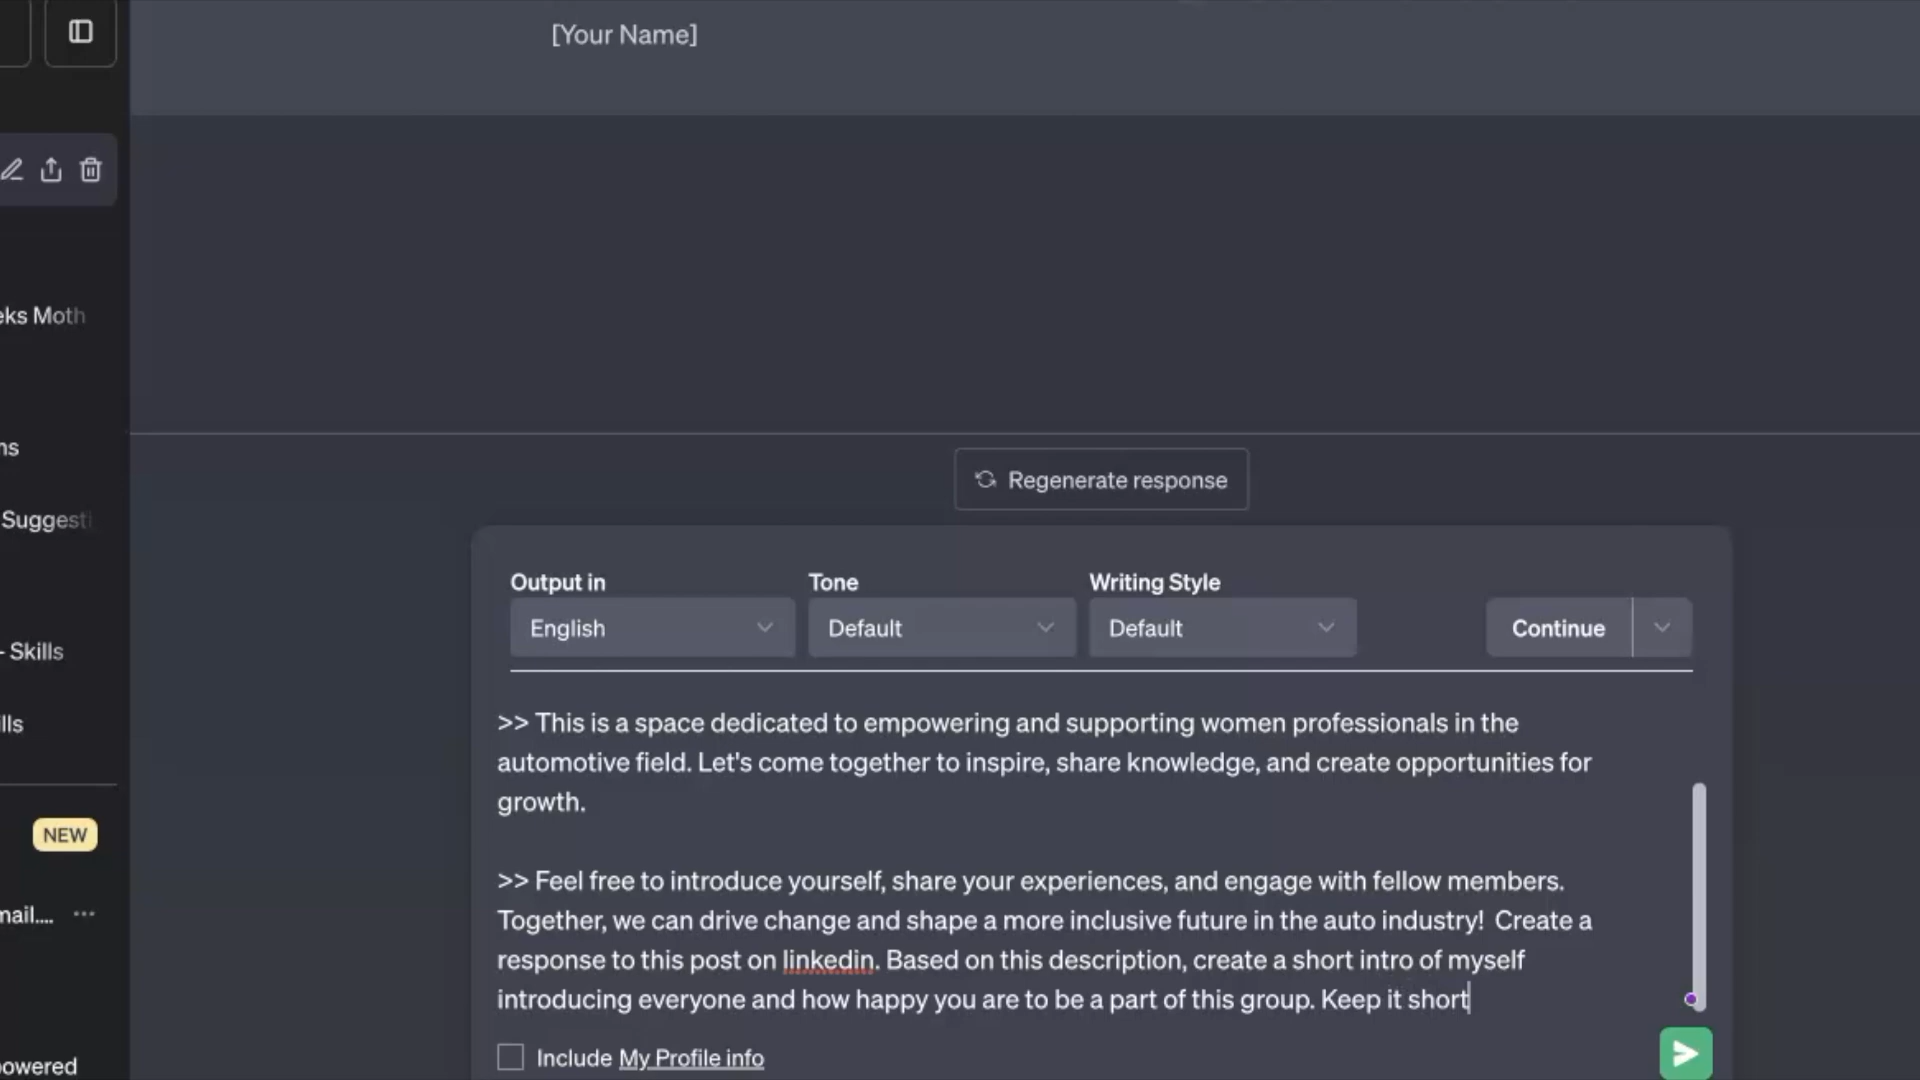 [Your Name]
eks Moth
ns
Suggesti
- Skills
lls
NEW
mail....
powered
Regenerate response
Output in
Tone
Writing Style
English
Default
Default
Continue
>> This is a space dedicated to empowering and supporting women professionals in the
automotive field. Let's come together to inspire, share knowledge, and create opportunities for
growth.
>> Feel free to introduce yourself, share your experiences, and engage with fellow members.
Together, we can drive change and shape a more inclusive future in the auto industry!  Create a
response to this post on linkedin. Based on this description, create a short intro of myself
introducing everyone and how happy you are to be a part of this group. Keep it short
Include My Profile info